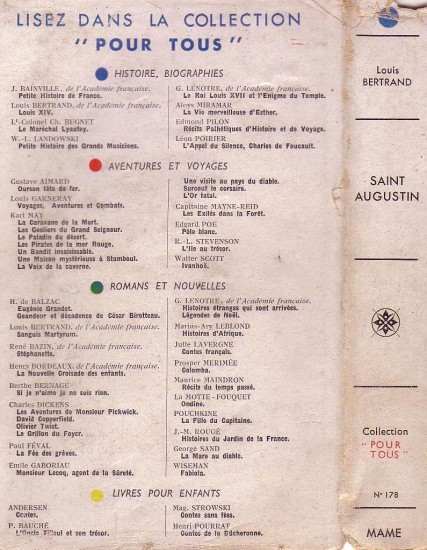 LISEZ DANS LA COLLECTION
" POUR TOUS "
HISTOIRE, BIOGRAPHIES
J. BAINVILLE, de l'Académie française.
Petite Histoire de France.
Louis BERTRAND, de l'Académie française.
Louis XIV.
Lt-Colonel Ch. BUGNET
Le Maréchal Lyautey.
W.-L. LANDOWSKI
Petite Histoire des Grands Musiciens.
G. LENOTRE, de l'Académie française.
Le Roi Louis XVII et l'Enigme du Temple.
Aloys MIRAMAR
La Vie merveilleuse d'Esther.
Edmond PILON
Récits Pathétiques d'Histoire et de Voyage.
Léon POIRIER
L'Appel du Silence, Charles de Foucault.
AVENTURES ET VOYAGES
Gustave AIMARD
Ourson tête de fer.
Louis GARNERAY
Voyages, Aventures et Combats.
Karl MAY
La Caravane de la Mort.
Les Geoliers du Grand Seigneur.
Le Paladin du désert.
Les Pirates de la mer Rouge.
Un Bandit insaisissable.
Une Maison mystérieuse à Stamboul.
La Voix de la caverne.
Une visite au pays du diable.
Surcouf le corsaire.
L'Or fatal.
Capitaine MAYNE-REID
Les Exilés dans la Forêt.
Edgard POE
Pôle blanc.
R.-L. STEVENSON
L'île au trésor.
Walter SCOTT
Ivanhoë.
ROMANS ET NOUVELLES
H. de BALZAC
Eugénie Grandet.
Grandeur et décadence de César Birotteau.
Louis BERTRAND, de l'Académie française.
Sanguis Martyrum.
René BAZIN, de l'Académie française.
Stéphanette.
Henry BORDEAUX, de l'Académie française.
La Nouvelle Croisade des enfants.
Berthe BERNAGE
Si je n'aime je ne suis rien.
Charles DICKENS
Les Aventures de Monsieur Pickwick.
David Copperfield.
Olivier Twist.
Le Grillon du Foyer.
Paul FÉVAL
La Fée des grèves.
Emile GABORIAU
Monsieur Lecoq, agent de la Sûreté.
G. LENOTRE, de l'Académie française.
Histoires étranges qui sont arrivées.
Légendes de Noël.
Marius-Ary LEBLOND
Histoires d'Afrique.
Julie LAVERGNE
Contes français.
Prosper MERIMÉE
Colomba.
Maurice MAINDRON
Récits du temps passé.
La MOTTE-FOUQUET
Ondine.
POUCHKINE
La Fille du Capitaine.
J.-M. ROUGÉ
Histoires du Jardin de la France.
George SAND
La Mare au diable.
WISEMAN
Fabiola.
LIVRES POUR ENFANTS
ANDERSEN
Contes.
P. BAUCHÉ
L'Oncle Tilleul et son trésor.
Mag. STROWSKI
Contes sans fées.
Henri POURRAT
Contes de la Bûcheronne.
Louis
BERTRAND
SAINT
AUGUSTIN
Collection
" POUR
TOUS "
N° 178
MAME